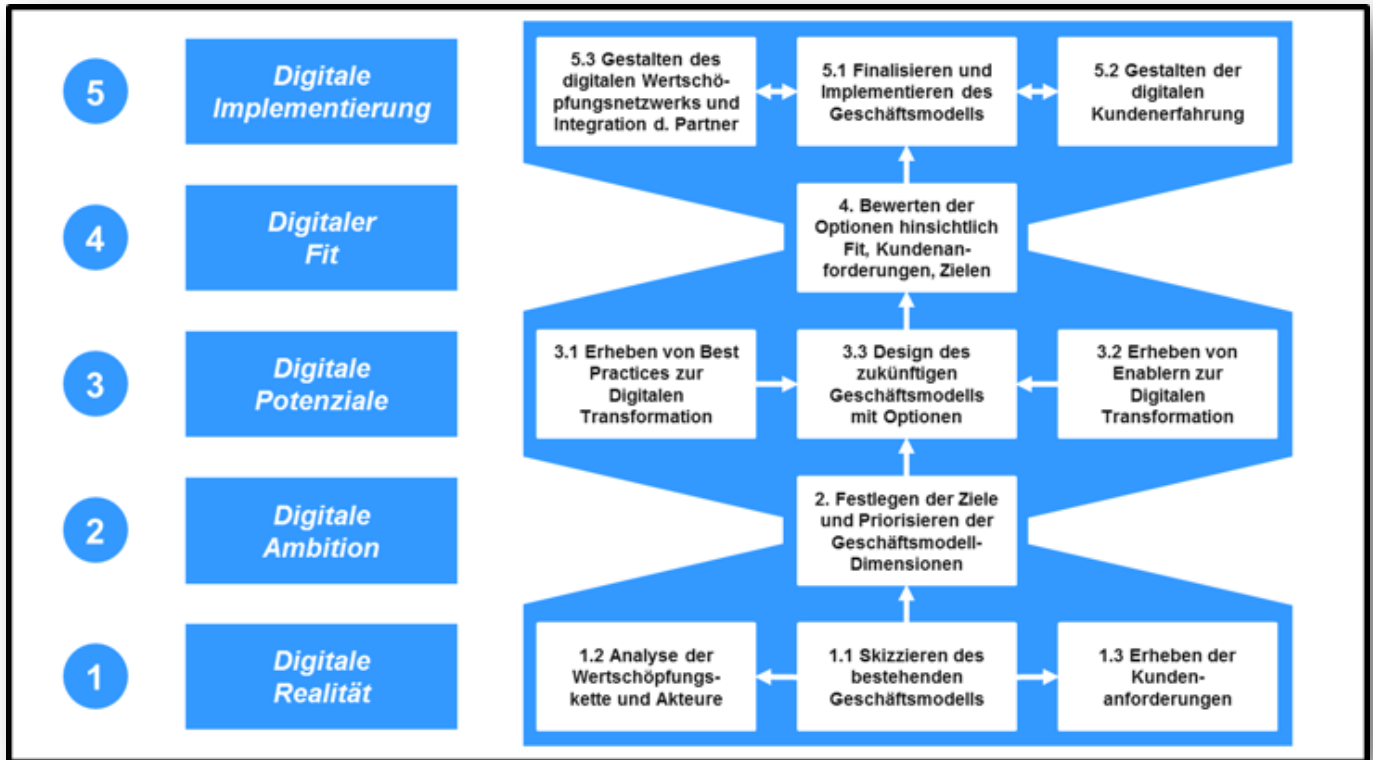 5
Digitale
Implementierung
5.3 Gestalten des
digitalen Wertschö-
pfungsnetzwerks und
Integration d. Partner
5.1 Finalisieren und
Implementieren des
Geschäftsmodells
5.2 Gestalten der
digitalen
Kundenerfahrung
4
Digitaler
Fit
4. Bewerten der
Optionen hinsichtlich
Fit, Kundenan-
forderungen, Zielen
3
Digitale
Potenziale
3.1 Erheben von Best
Practices zur
Digitalen
Transformation
3.3 Design des
zukünftigen
Geschäftsmodells
mit Optionen
3.2 Erheben von
Enablern zur
Digitalen
Transformation
2
Digitale
Ambition
2. Festlegen der Ziele
und Priorisieren der
Geschäftsmodell-
Dimensionen
1
Digitale
Realität
1.2 Analyse der
Wertschöpfungs-
kette und Akteure
1.1 Skizzieren des
bestehenden
Geschäftsmodells
1.3 Erheben der
Kunden-
anforderungen